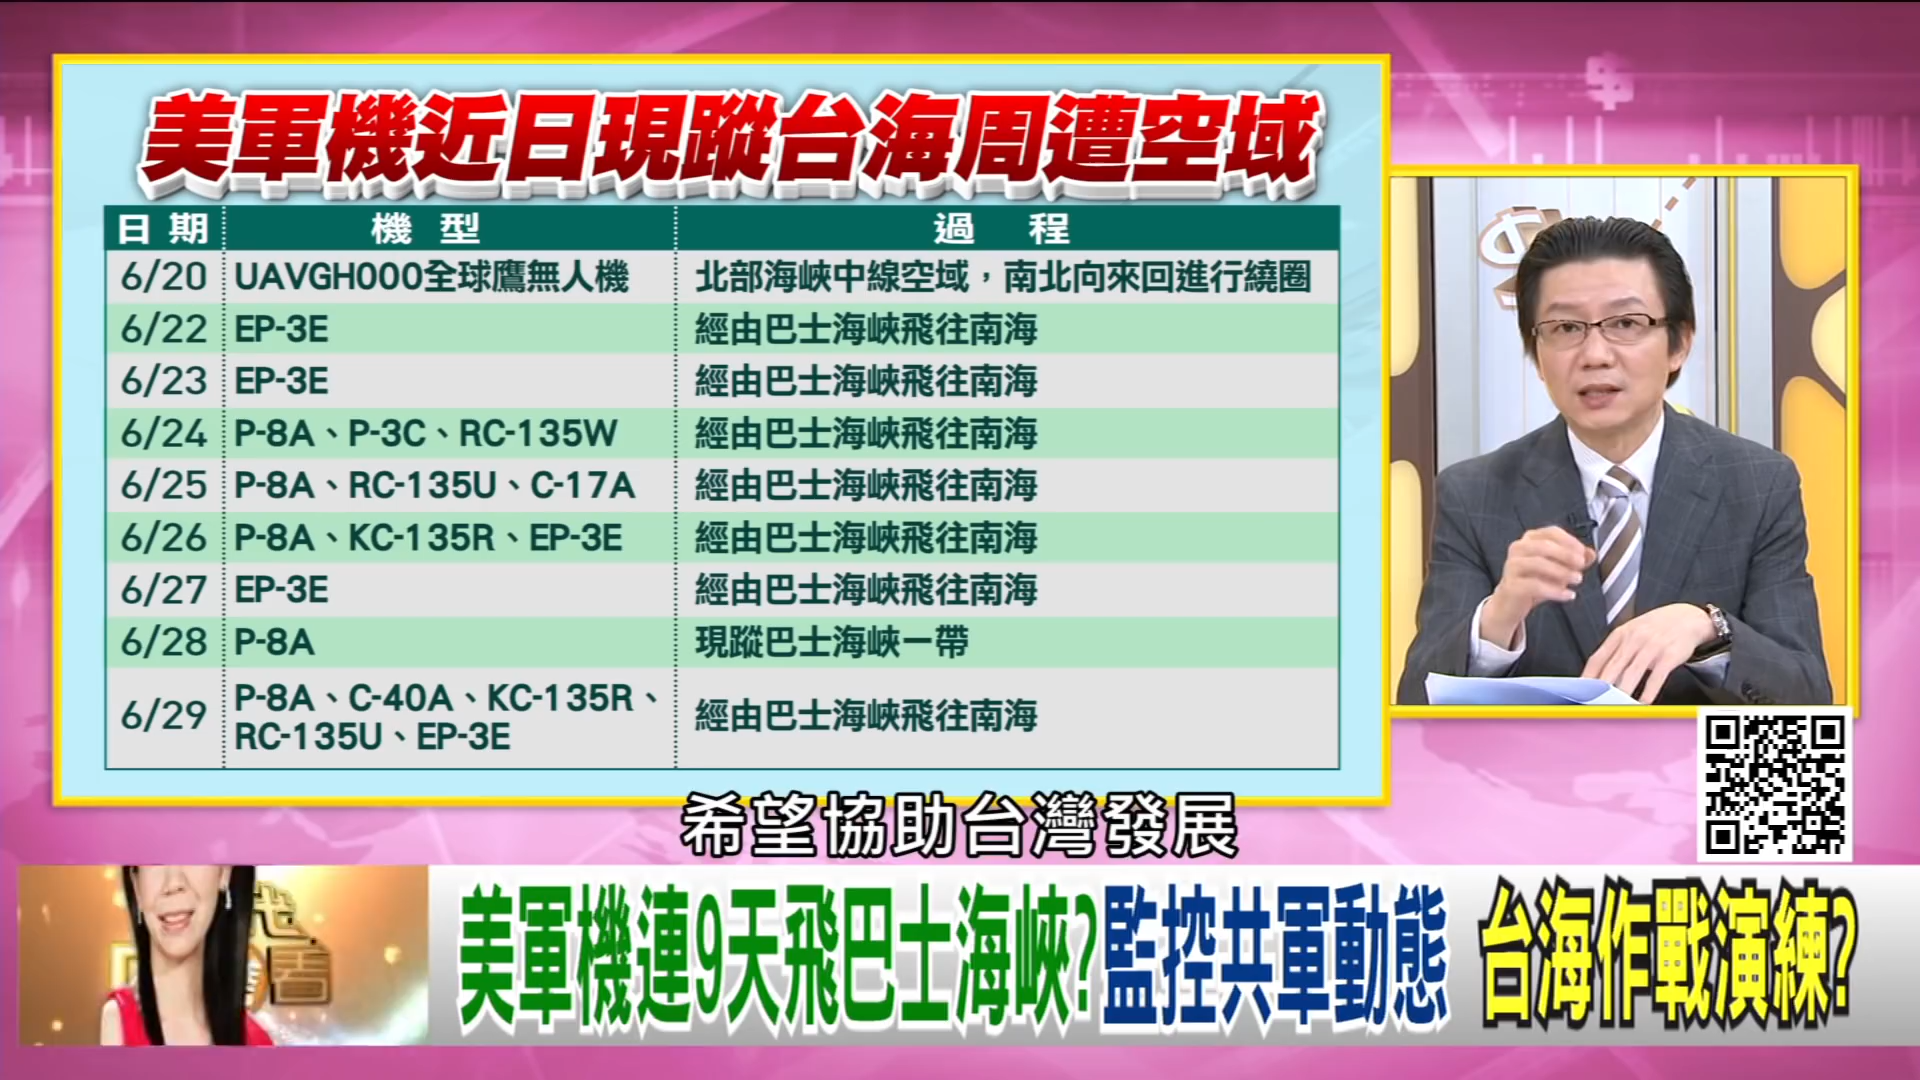 美軍機近日現蹤台海周遭空域
日期 機型 過程
6/20 UAVGH000全球鷹無人機 北部海峽中線空域，南北向來回進行繞圈
6/22 EP-3E 經由巴士海峽飛往南海
6/23 EP-3E 經由巴士海峽飛往南海
6/24 P-8A、P-3C、RC-135W 經由巴士海峽飛往南海
6/25 P-8A、RC-135U、C-17A 經由巴士海峽飛往南海
6/26 P-8A、KC-135R、EP-3E 經由巴士海峽飛往南海
6/27 EP-3E 經由巴士海峽飛往南海
6/28 P-8A 現蹤巴士海峽一帶
6/29 P-8A、C-40A、KC-135R、
RC-135U、EP-3E 經由巴士海峽飛往南海
希望協助台灣發展
美軍機連9天飛巴士海峽?監控共軍動態 台海作戰演練?